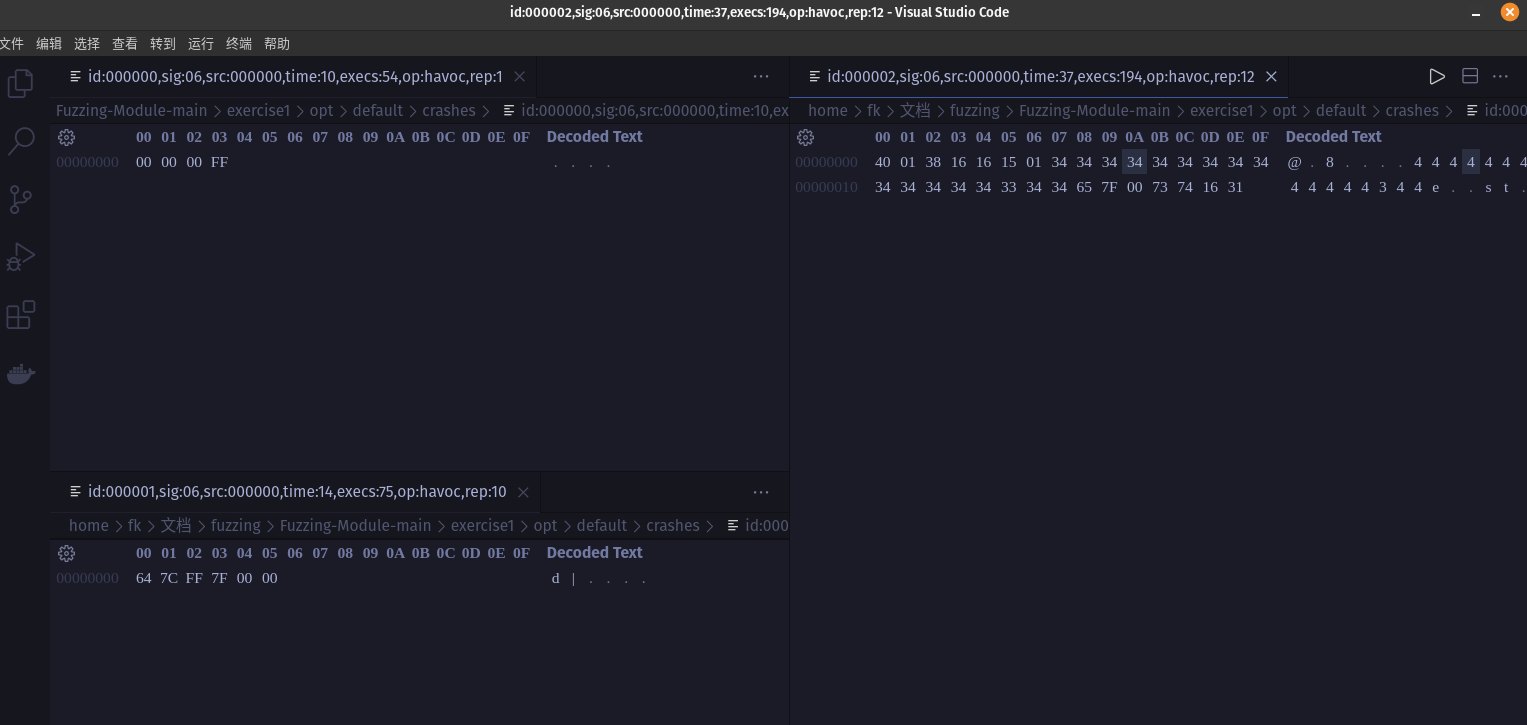 id:000002,sig:06,src:000000,time:37,execs:194,op:havoc,rep:12 - Visual Studio Code
文件 编辑 选择 查看 转到 运行 终端 帮助
id:000000,sig:06,src:000000,time:10,execs:54,op:havoc,rep:1
Fuzzing-Module-main > exercise1 > opt > default > crashes > id:000000,sig:06,src:000000,time:10,ex
00 01 02 03 04 05 06 07 08 09 0A 0B 0C 0D 0E 0F Decoded Text
00000000 00 00 00 FF . . . .
id:000001,sig:06,src:000000,time:14,execs:75,op:havoc,rep:10
home > fk > 文档 > fuzzing > Fuzzing-Module-main > exercise1 > opt > default > crashes > id:000
00 01 02 03 04 05 06 07 08 09 0A 0B 0C 0D 0E 0F Decoded Text
00000000 64 7C FF 7F 00 00 d | . . . .
id:000002,sig:06,src:000000,time:37,execs:194,op:havoc,rep:12
home > fk > 文档 > fuzzing > Fuzzing-Module-main > exercise1 > opt > default > crashes > id:000
00 01 02 03 04 05 06 07 08 09 0A 0B 0C 0D 0E 0F Decoded Text
00000000 40 01 38 16 16 15 01 34 34 34 34 34 34 34 34 34 @ . 8 . . . . 4 4 4 4 4 4 4
00000010 34 34 34 34 34 33 34 34 65 7F 00 73 74 16 31 4 4 4 4 4 3 4 4 e . . s t .